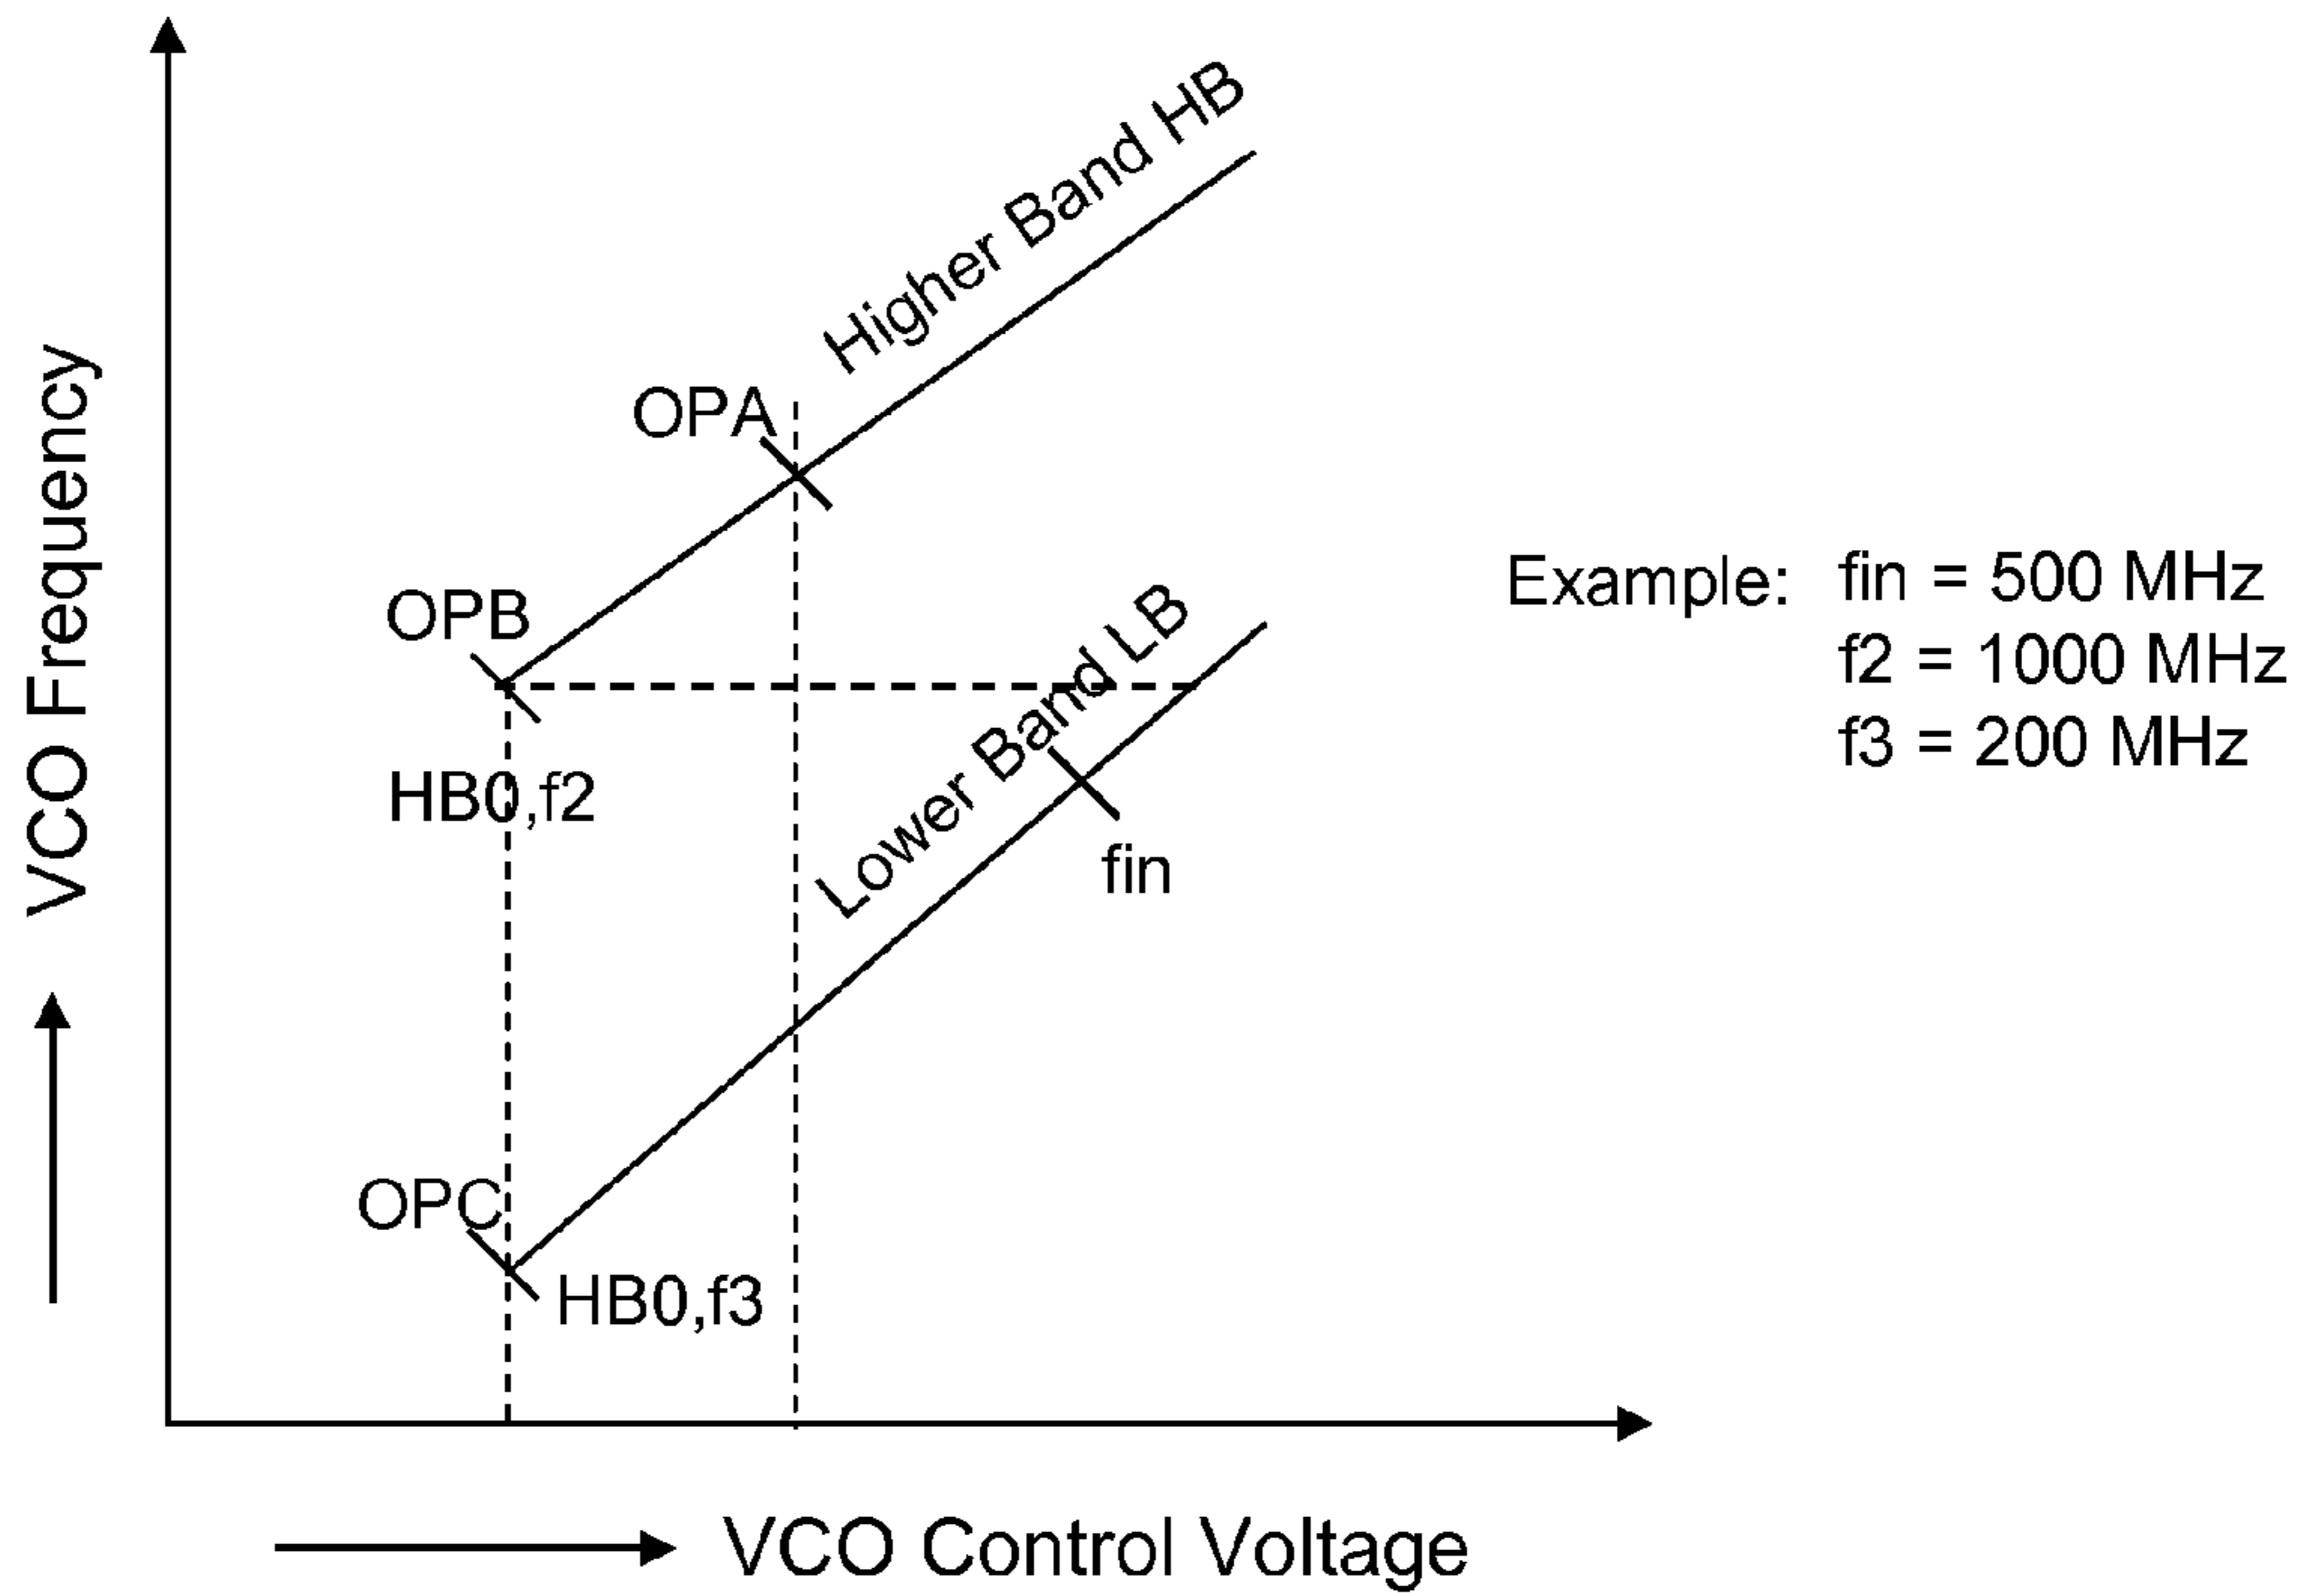 VCO Frequency
Higher Band HB
OPA
OPB
HB0,f2
Lower Band LB
fin
OPC
HB0,f3
VCO Control Voltage
Example: fin = 500 MHz
f2 = 1000 MHz
f3 = 200 MHz